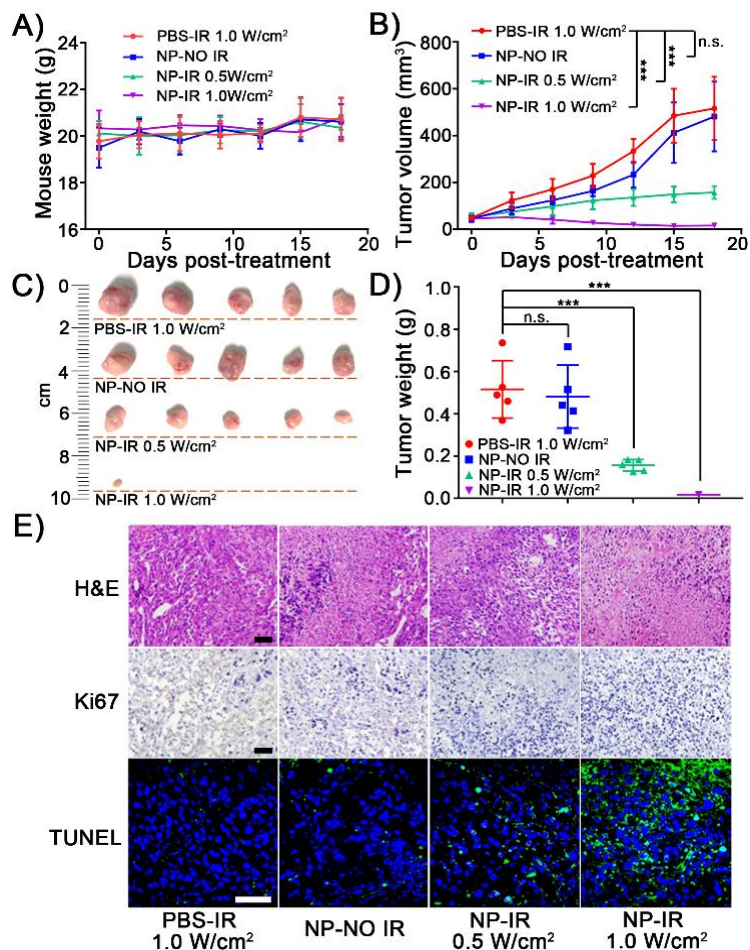 A)
Mouse weight (g)
24
22
20
18
16
PBS-IR 1.0 W/cm²
NP-NO IR
NP-IR 0.5W/cm²
NP-IR 1.0W/cm²
0 5 10 15 20
Days post-treatment
B)
Tumor volume (mm³)
800
600
400
200
0
PBS-IR 1.0 W/cm²
NP-NO IR
NP-IR 0.5 W/cm²
NP-IR 1.0 W/cm²
***
***
n.s.
0 5 10 15 20
Days post-treatment
C)
cm
0
2
4
6
8
10
PBS-IR 1.0 W/cm²
NP-NO IR
NP-IR 0.5 W/cm²
NP-IR 1.0 W/cm²
D)
Tumor weight (g)
1.0
0.8
0.6
0.4
0.2
0.0
***
***
n.s.
PBS-IR 1.0 W/cm²
NP-NO IR
NP-IR 0.5 W/cm²
NP-IR 1.0 W/cm²
E)
H&E
Ki67
TUNEL
PBS-IR
1.0 W/cm²
NP-NO IR
NP-IR
0.5 W/cm²
NP-IR
1.0 W/cm²